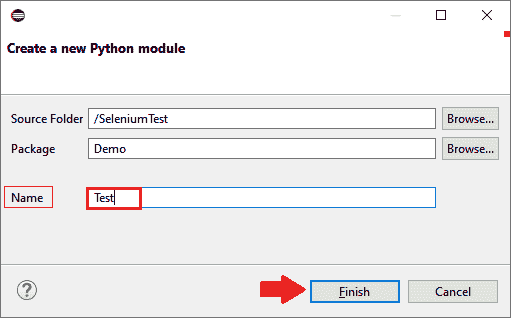 Create a new Python module
Source Folder /SeleniumTest Browse...
Package Demo Browse...
Name Test
? Finish Cancel